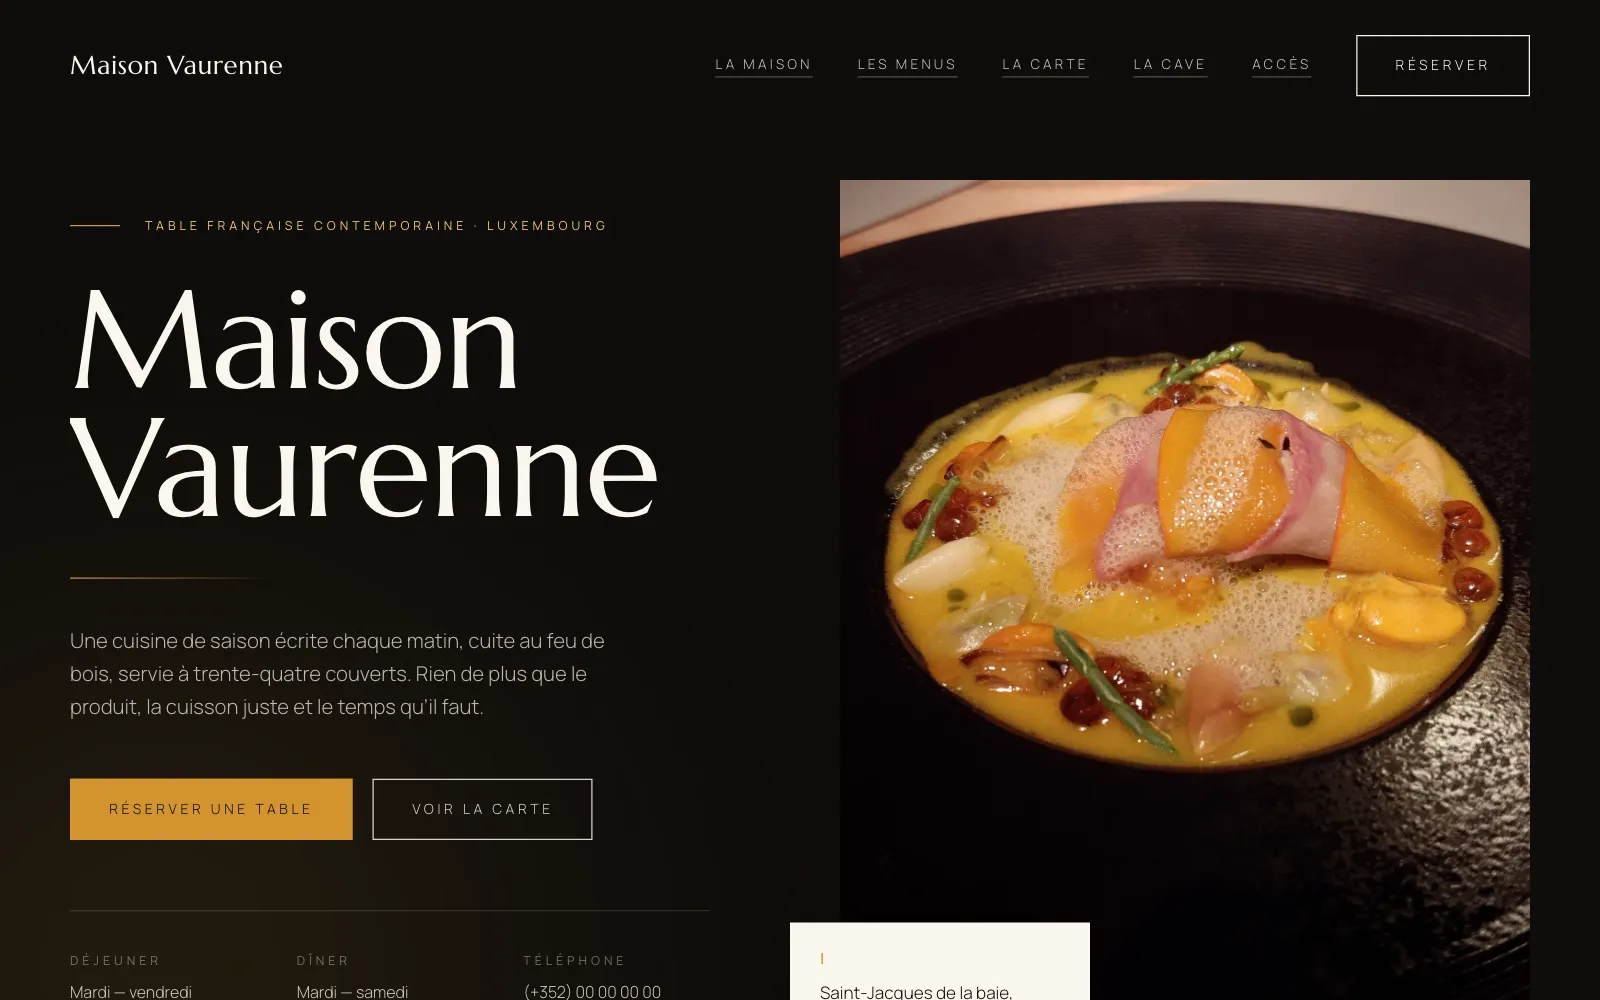 Maison Vaurenne
LA MAISON
LES MENUS
LA CARTE
LA CAVE
ACCÈS
RÉSERVER
TABLE FRANÇAISE CONTEMPORAINE · LUXEMBOURG
Maison
Vaurenne
Une cuisine de saison écrite chaque matin, cuite au feu de
bois, servie à trente-quatre couverts. Rien de plus que le
produit, la cuisson juste et le temps qu'il faut.
RÉSERVER UNE TABLE
VOIR LA CARTE
DÉJEUNER
Mardi — vendredi
DÎNER
Mardi — samedi
TÉLÉPHONE
(+352) 00 00 00 00
I
Saint-Jacques de la baie,